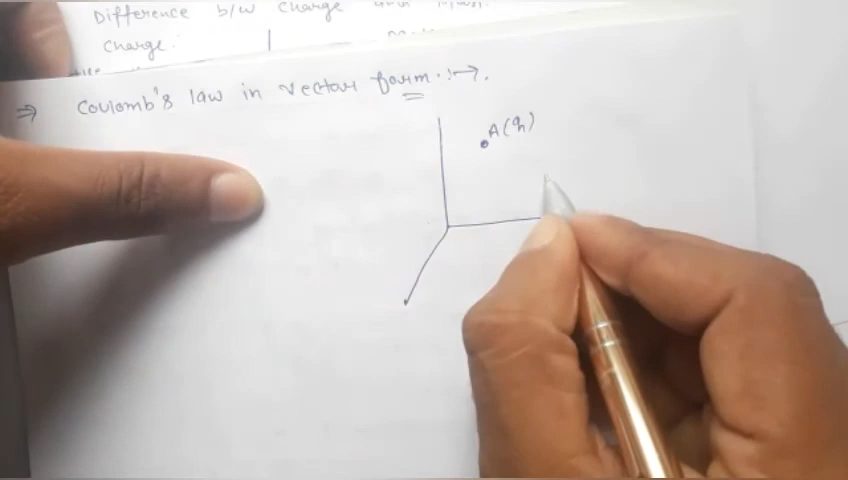 Difference b/w charge
charge.
⇒ Coulomb's law in vector form :→.
A(q₁)